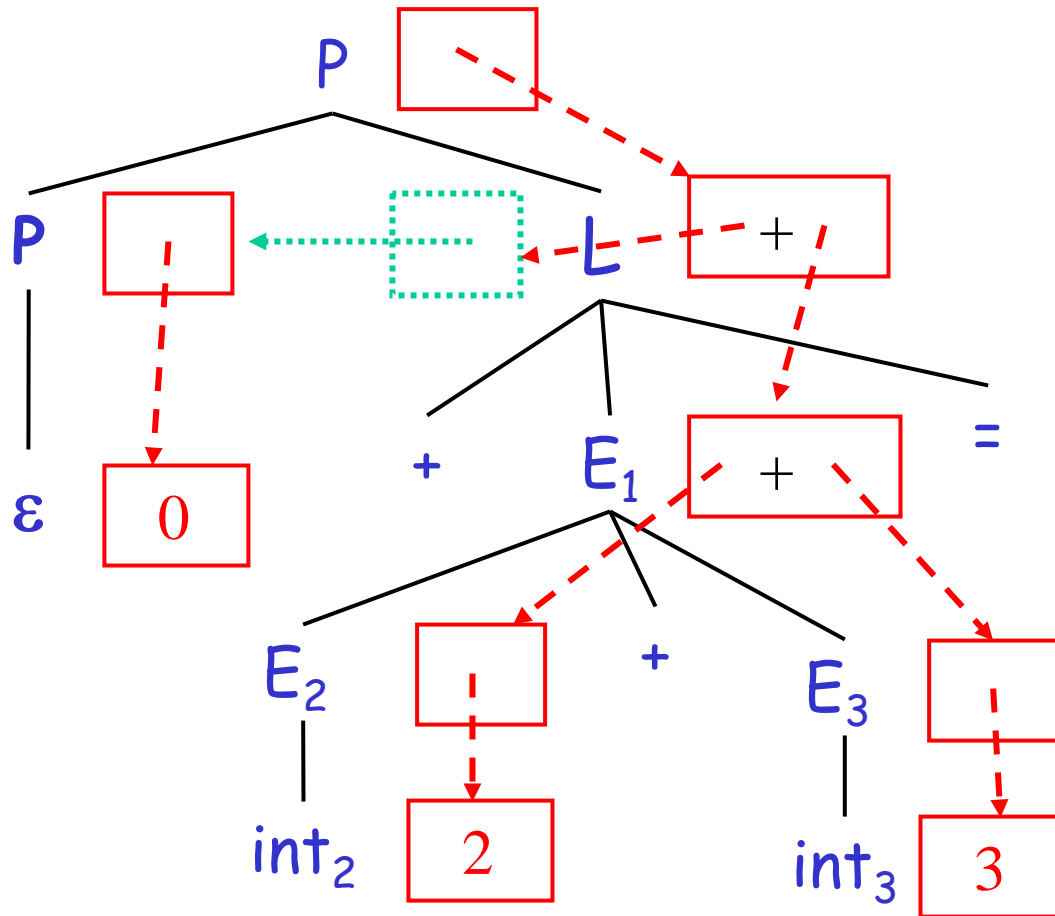 P
P
L
+
+
E₁
+
=
ε
0
E₂
+
E₃
int₂
2
int₃
3